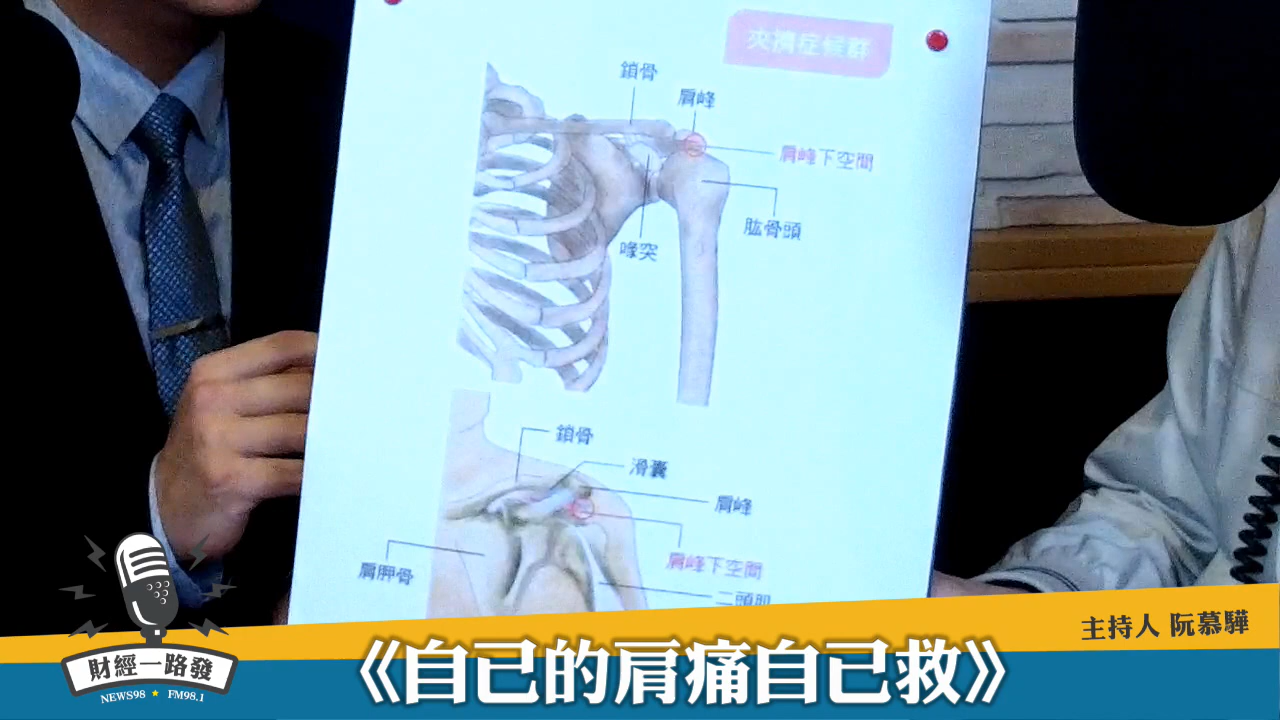 夾擠症候群
鎖骨
肩峰
肩峰下空間
肱骨頭
喙突
鎖骨
滑囊
肩峰
肩峰下空間
肩胛骨
二頭肌
主持人 阮慕驊
財經一路發
NEWS98 ★ FM98.1
《自己的肩痛自己救》